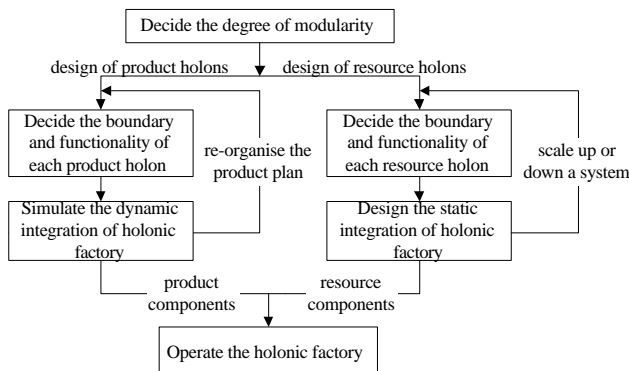 Decide the degree of modularity
design of product holons
design of resource holons
Decide the boundary
and functionality of
each product holon
re-organise the
product plan
Decide the boundary
and functionality of
each resource holon
scale up or
down a system
Simulate the dynamic
integration of holonic
factory
Design the static
integration of holonic
factory
product
components
resource
components
Operate the holonic factory